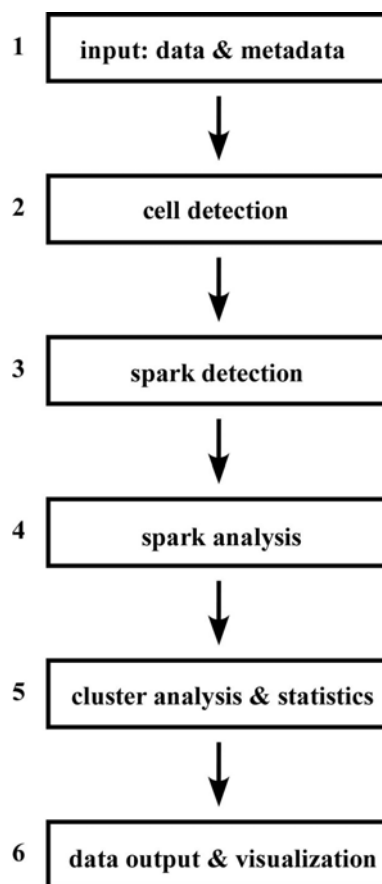 1 input: data & metadata
2 cell detection
3 spark detection
4 spark analysis
5 cluster analysis & statistics
6 data output & visualization